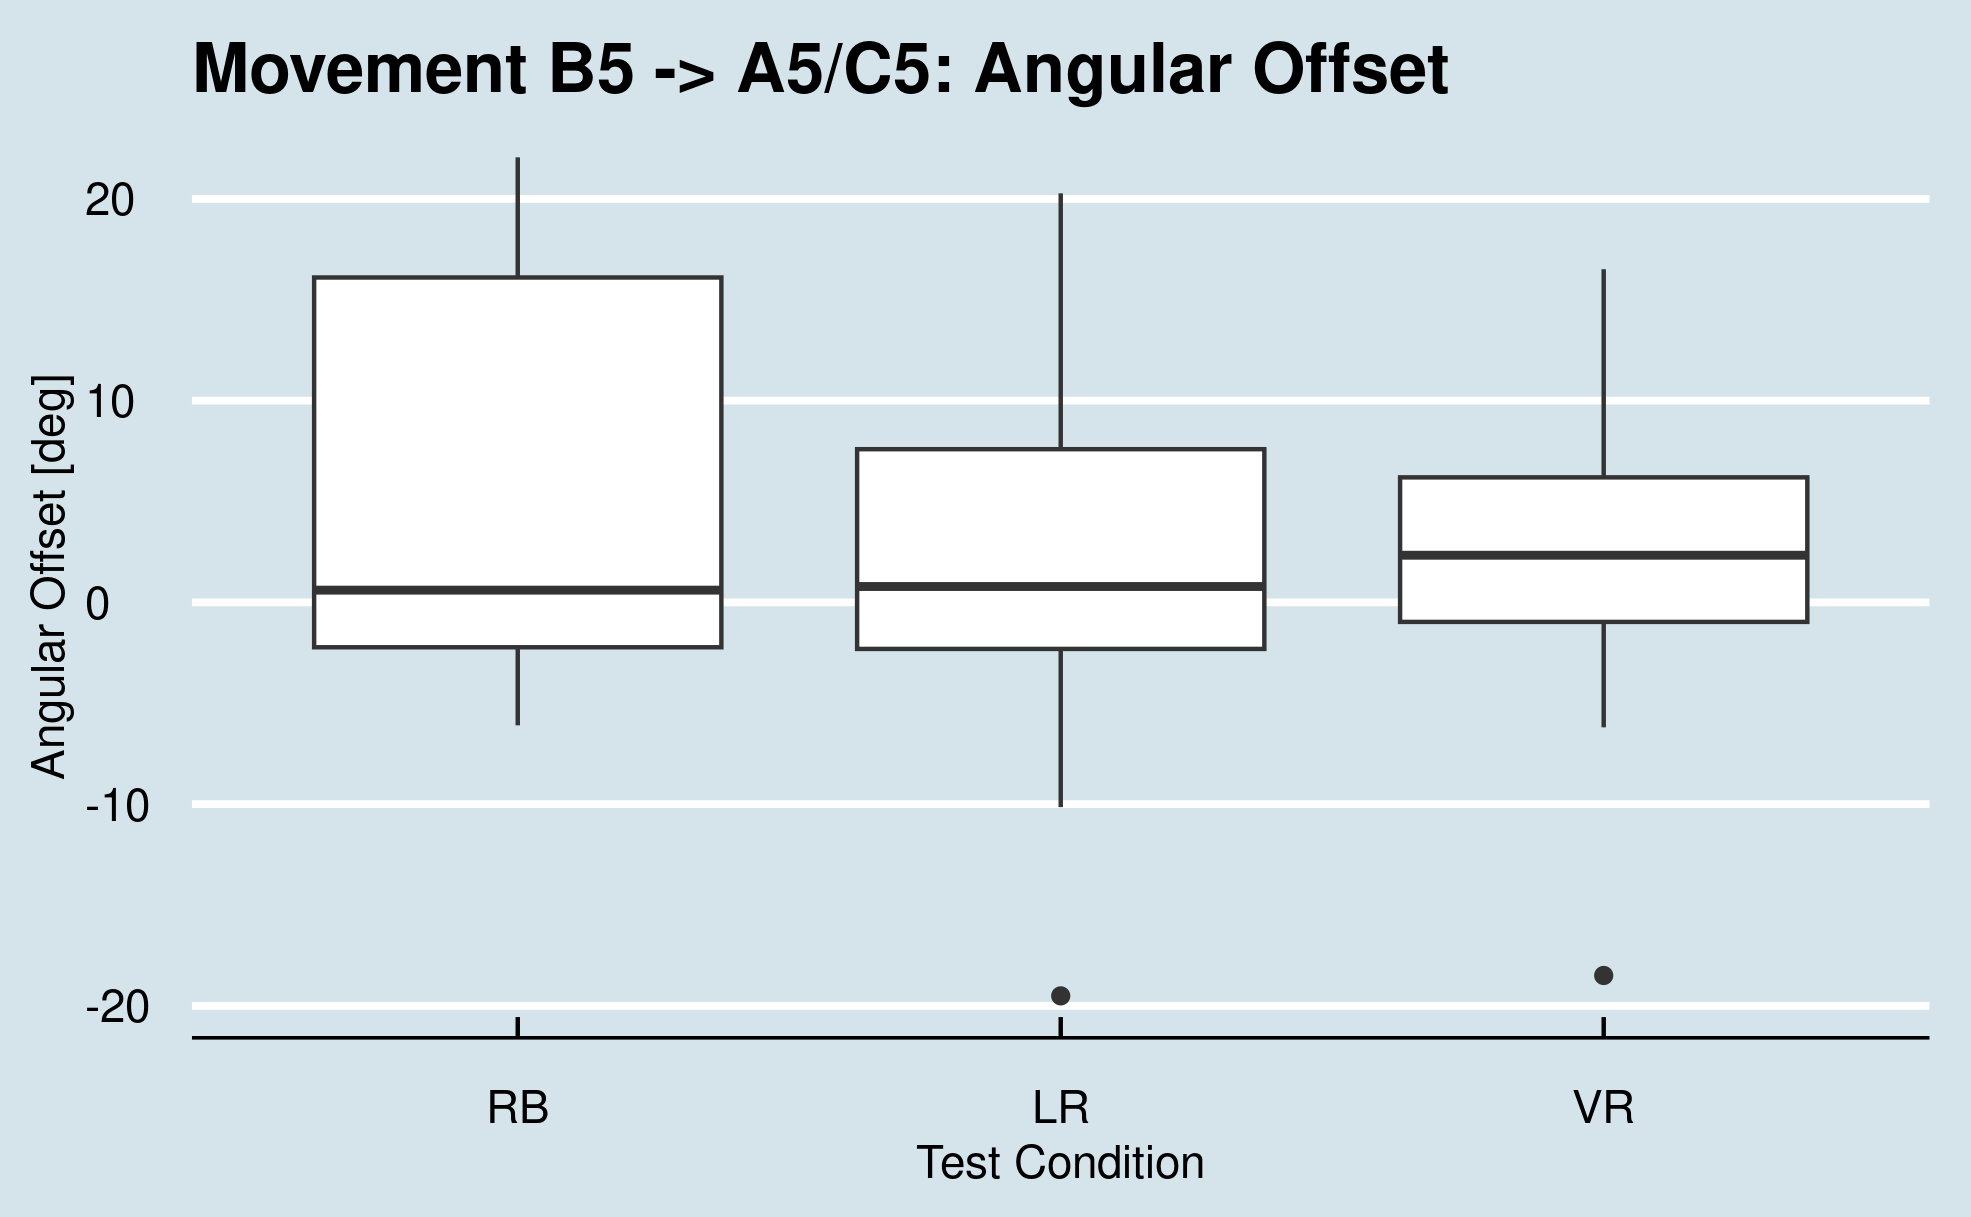 Movement B5 -> A5/C5: Angular Offset
Angular Offset [deg]
20
10
0
-10
-20
RB
LR
VR
Test Condition